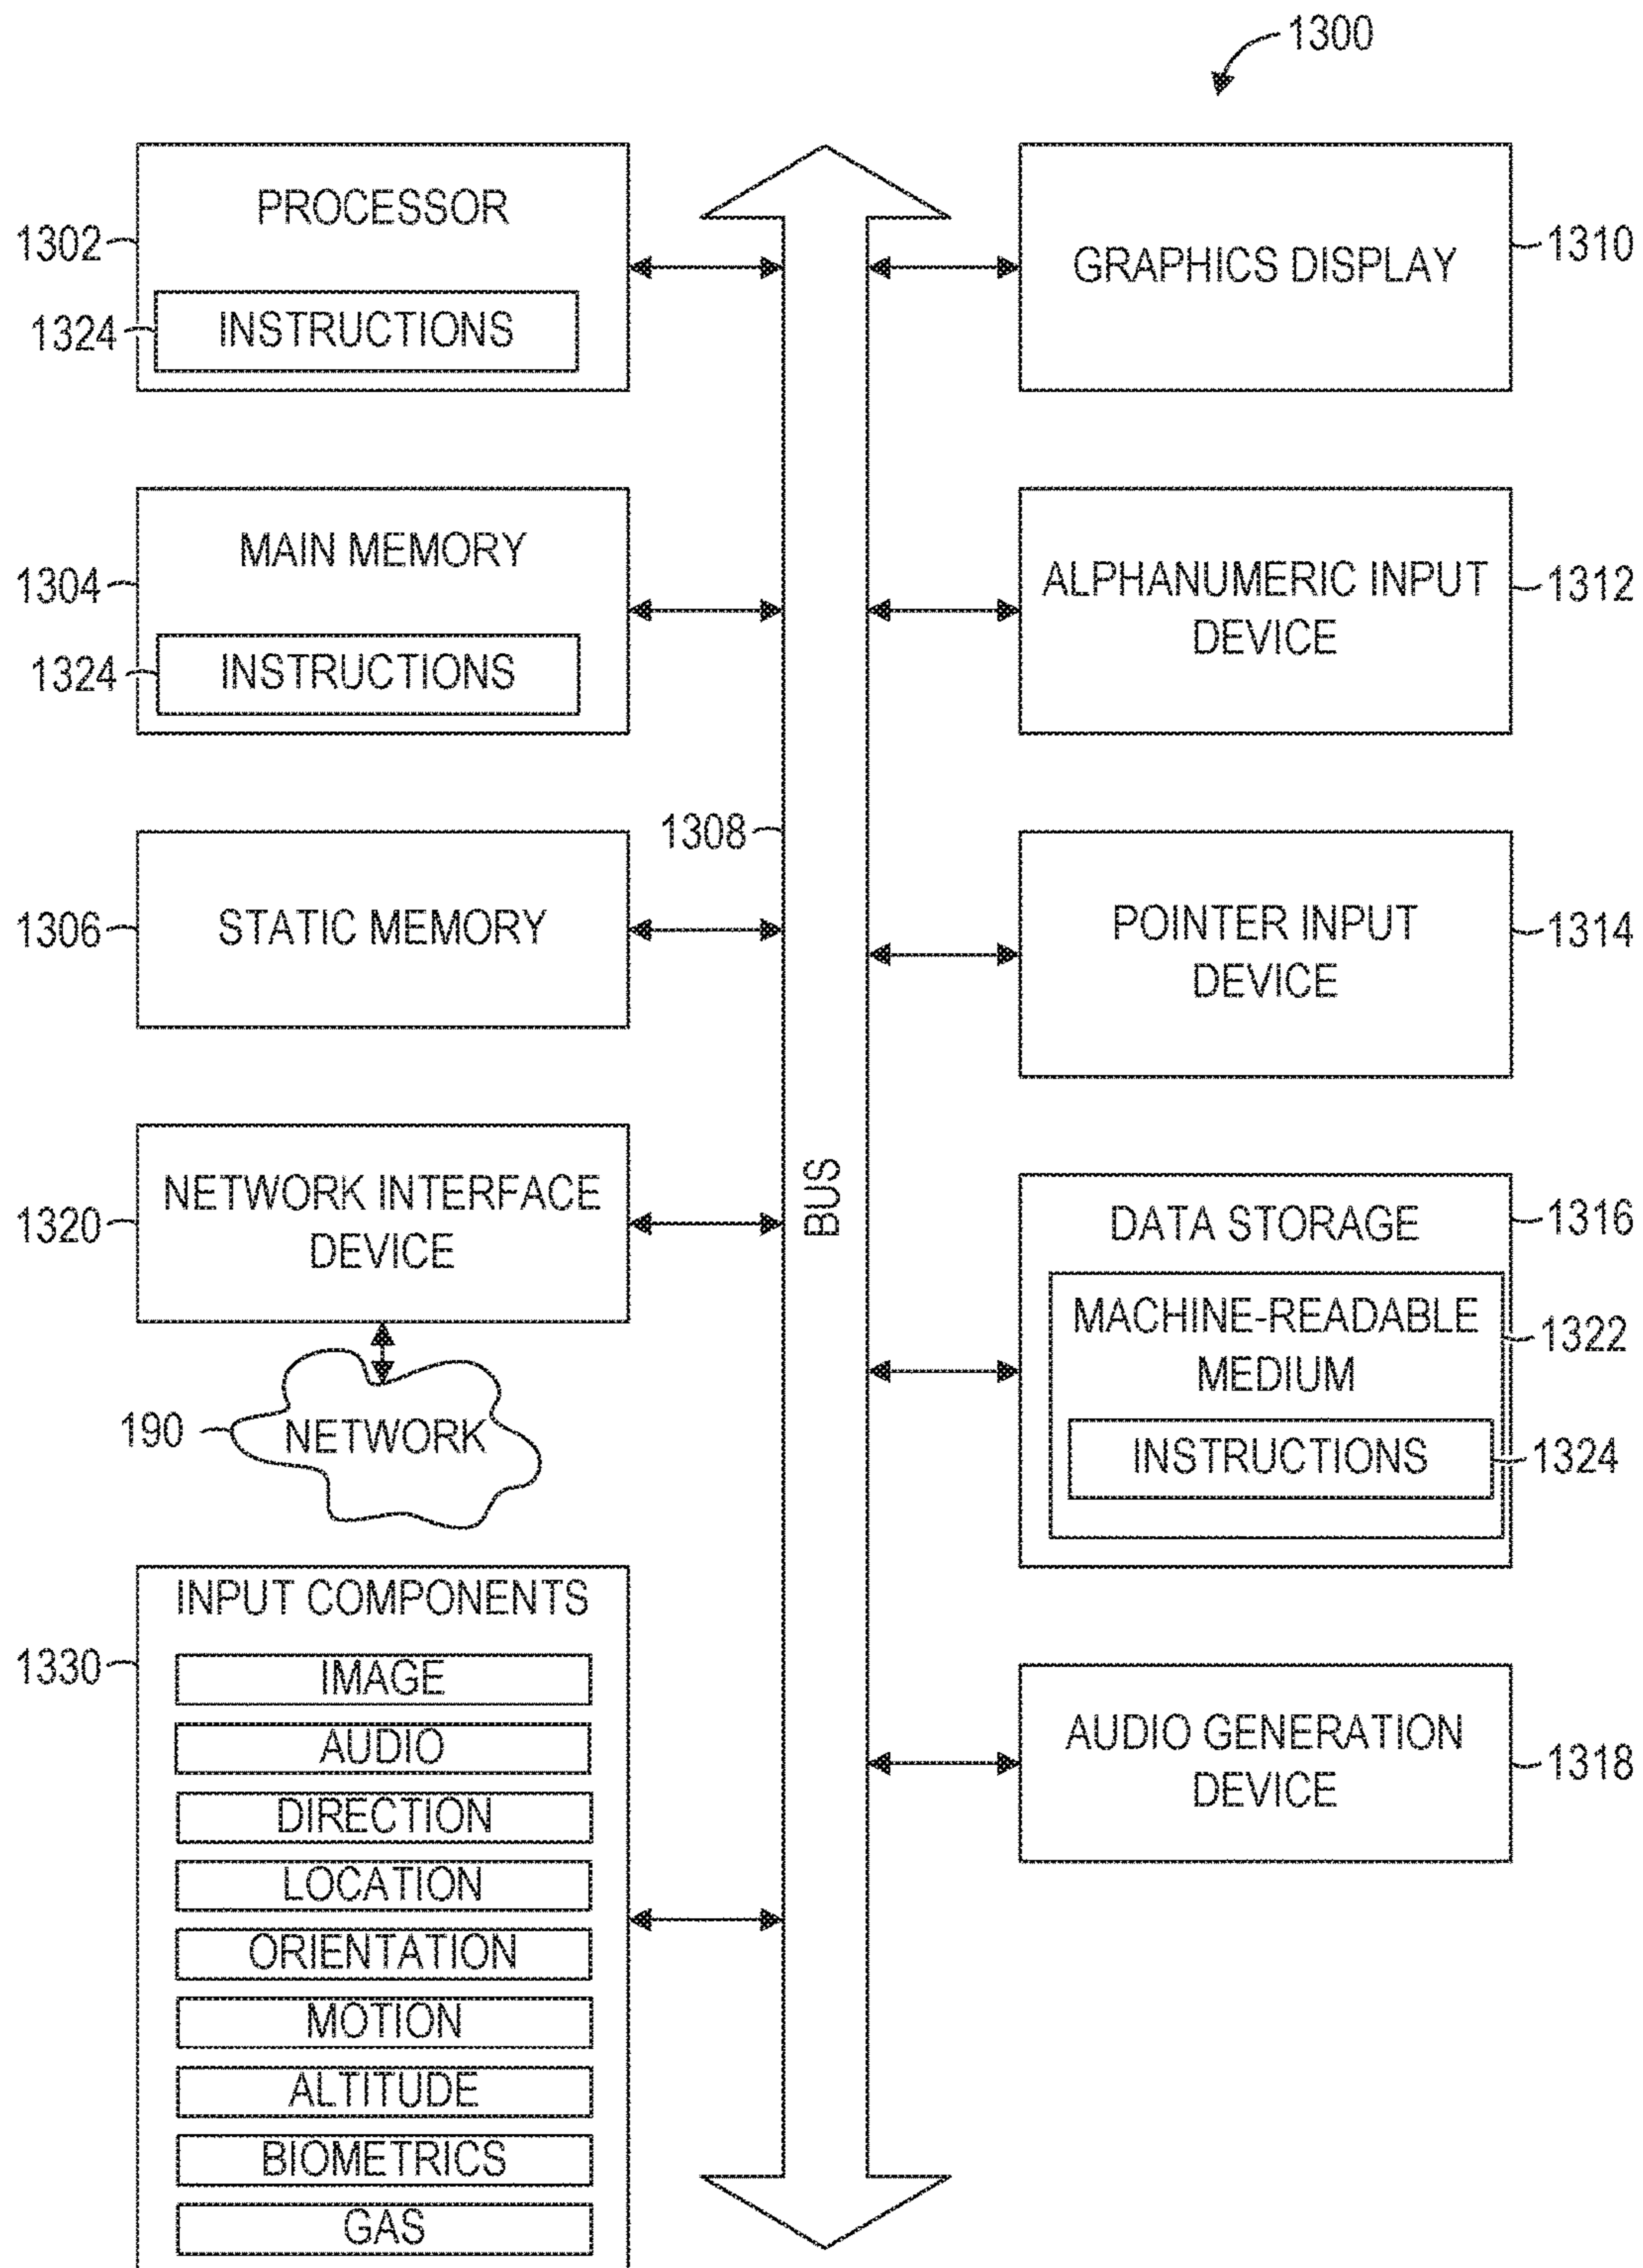 1300
PROCESSOR
1302
1324
INSTRUCTIONS
MAIN MEMORY
1304
1324
INSTRUCTIONS
STATIC MEMORY
1306
1308
NETWORK INTERFACE
DEVICE
1320
190
NETWORK
INPUT COMPONENTS
1330
IMAGE
AUDIO
DIRECTION
LOCATION
ORIENTATION
MOTION
ALTITUDE
BIOMETRICS
GAS
BUS
GRAPHICS DISPLAY
1310
ALPHANUMERIC INPUT
DEVICE
1312
POINTER INPUT
DEVICE
1314
DATA STORAGE
1316
MACHINE-READABLE
MEDIUM
1322
INSTRUCTIONS
1324
AUDIO GENERATION
DEVICE
1318